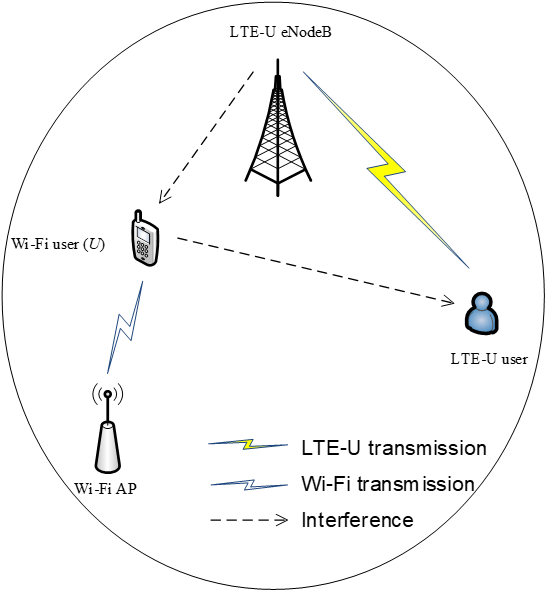 LTE-U eNodeB
Wi-Fi user (U)
LTE-U user
Wi-Fi AP
LTE-U transmission
Wi-Fi transmission
Interference